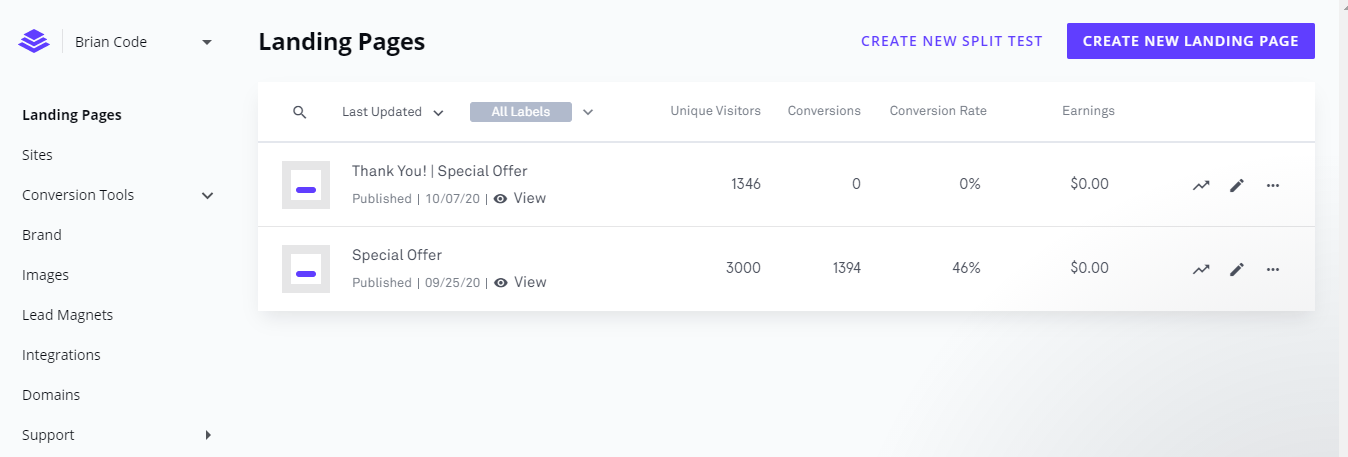 Brian Code
Landing Pages
Sites
Conversion Tools
Brand
Images
Lead Magnets
Integrations
Domains
Support
Landing Pages
CREATE NEW SPLIT TEST
CREATE NEW LANDING PAGE
Last Updated All Labels Unique Visitors Conversions Conversion Rate Earnings
Thank You! | Special Offer
Published | 10/07/20 | View
1346 0 0% $0.00
Special Offer
Published | 09/25/20 | View
3000 1394 46% $0.00